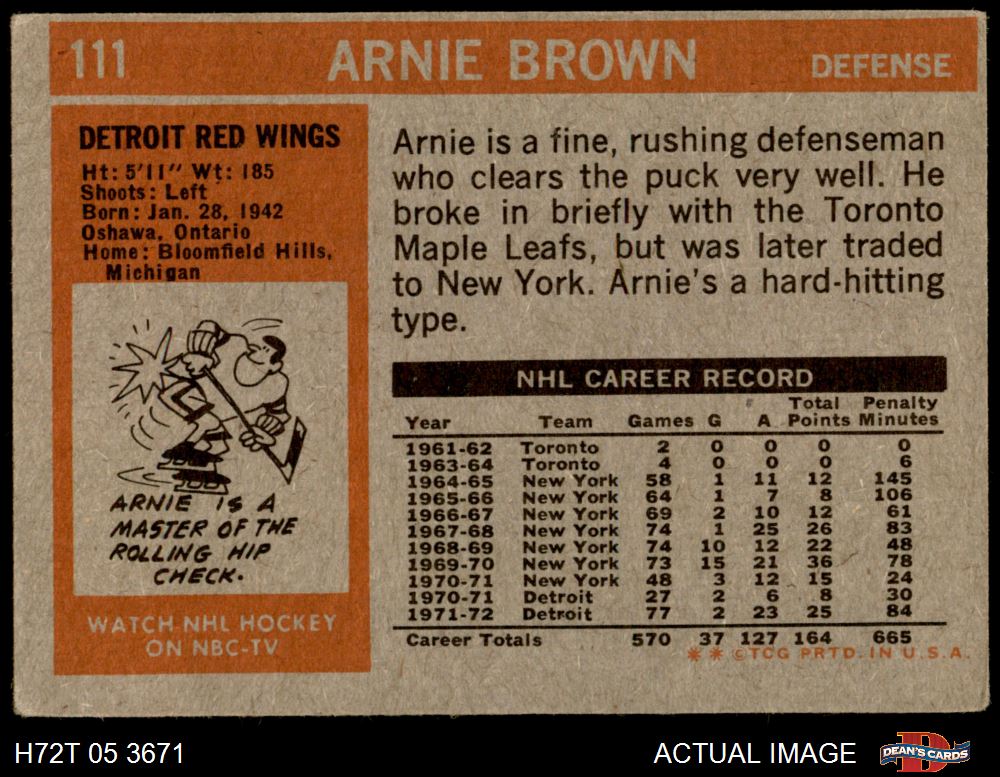 111 ARNIE BROWN DEFENSE
DETROIT RED WINGS
Ht: 5'11" Wt: 185
Shoots: Left
Born: Jan. 28, 1942
Oshawa, Ontario
Home: Bloomfield Hills,
Michigan
ARNIE IS A
MASTER OF THE
ROLLING HIP
CHECK.
WATCH NHL HOCKEY
ON NBC-TV
Arnie is a fine, rushing defenseman
who clears the puck very well. He
broke in briefly with the Toronto
Maple Leafs, but was later traded
to New York. Arnie's a hard-hitting
type.
NHL CAREER RECORD
Total Penalty
Year Team Games G A Points Minutes
1961-62 Toronto 2 0 0 0 0
1963-64 Toronto 4 0 0 0 6
1964-65 New York 58 1 11 12 145
1965-66 New York 64 1 7 8 106
1966-67 New York 69 2 10 12 61
1967-68 New York 74 1 25 26 83
1968-69 New York 74 10 12 22 48
1969-70 New York 73 15 21 36 78
1970-71 New York 48 3 12 15 24
1970-71 Detroit 27 2 6 8 30
1971-72 Detroit 77 2 23 25 84
Career Totals 570 37 127 164 665
* * ©TCG PRTD. IN U.S.A.
H72T 05 3671 ACTUAL IMAGE DEAN'S CARDS